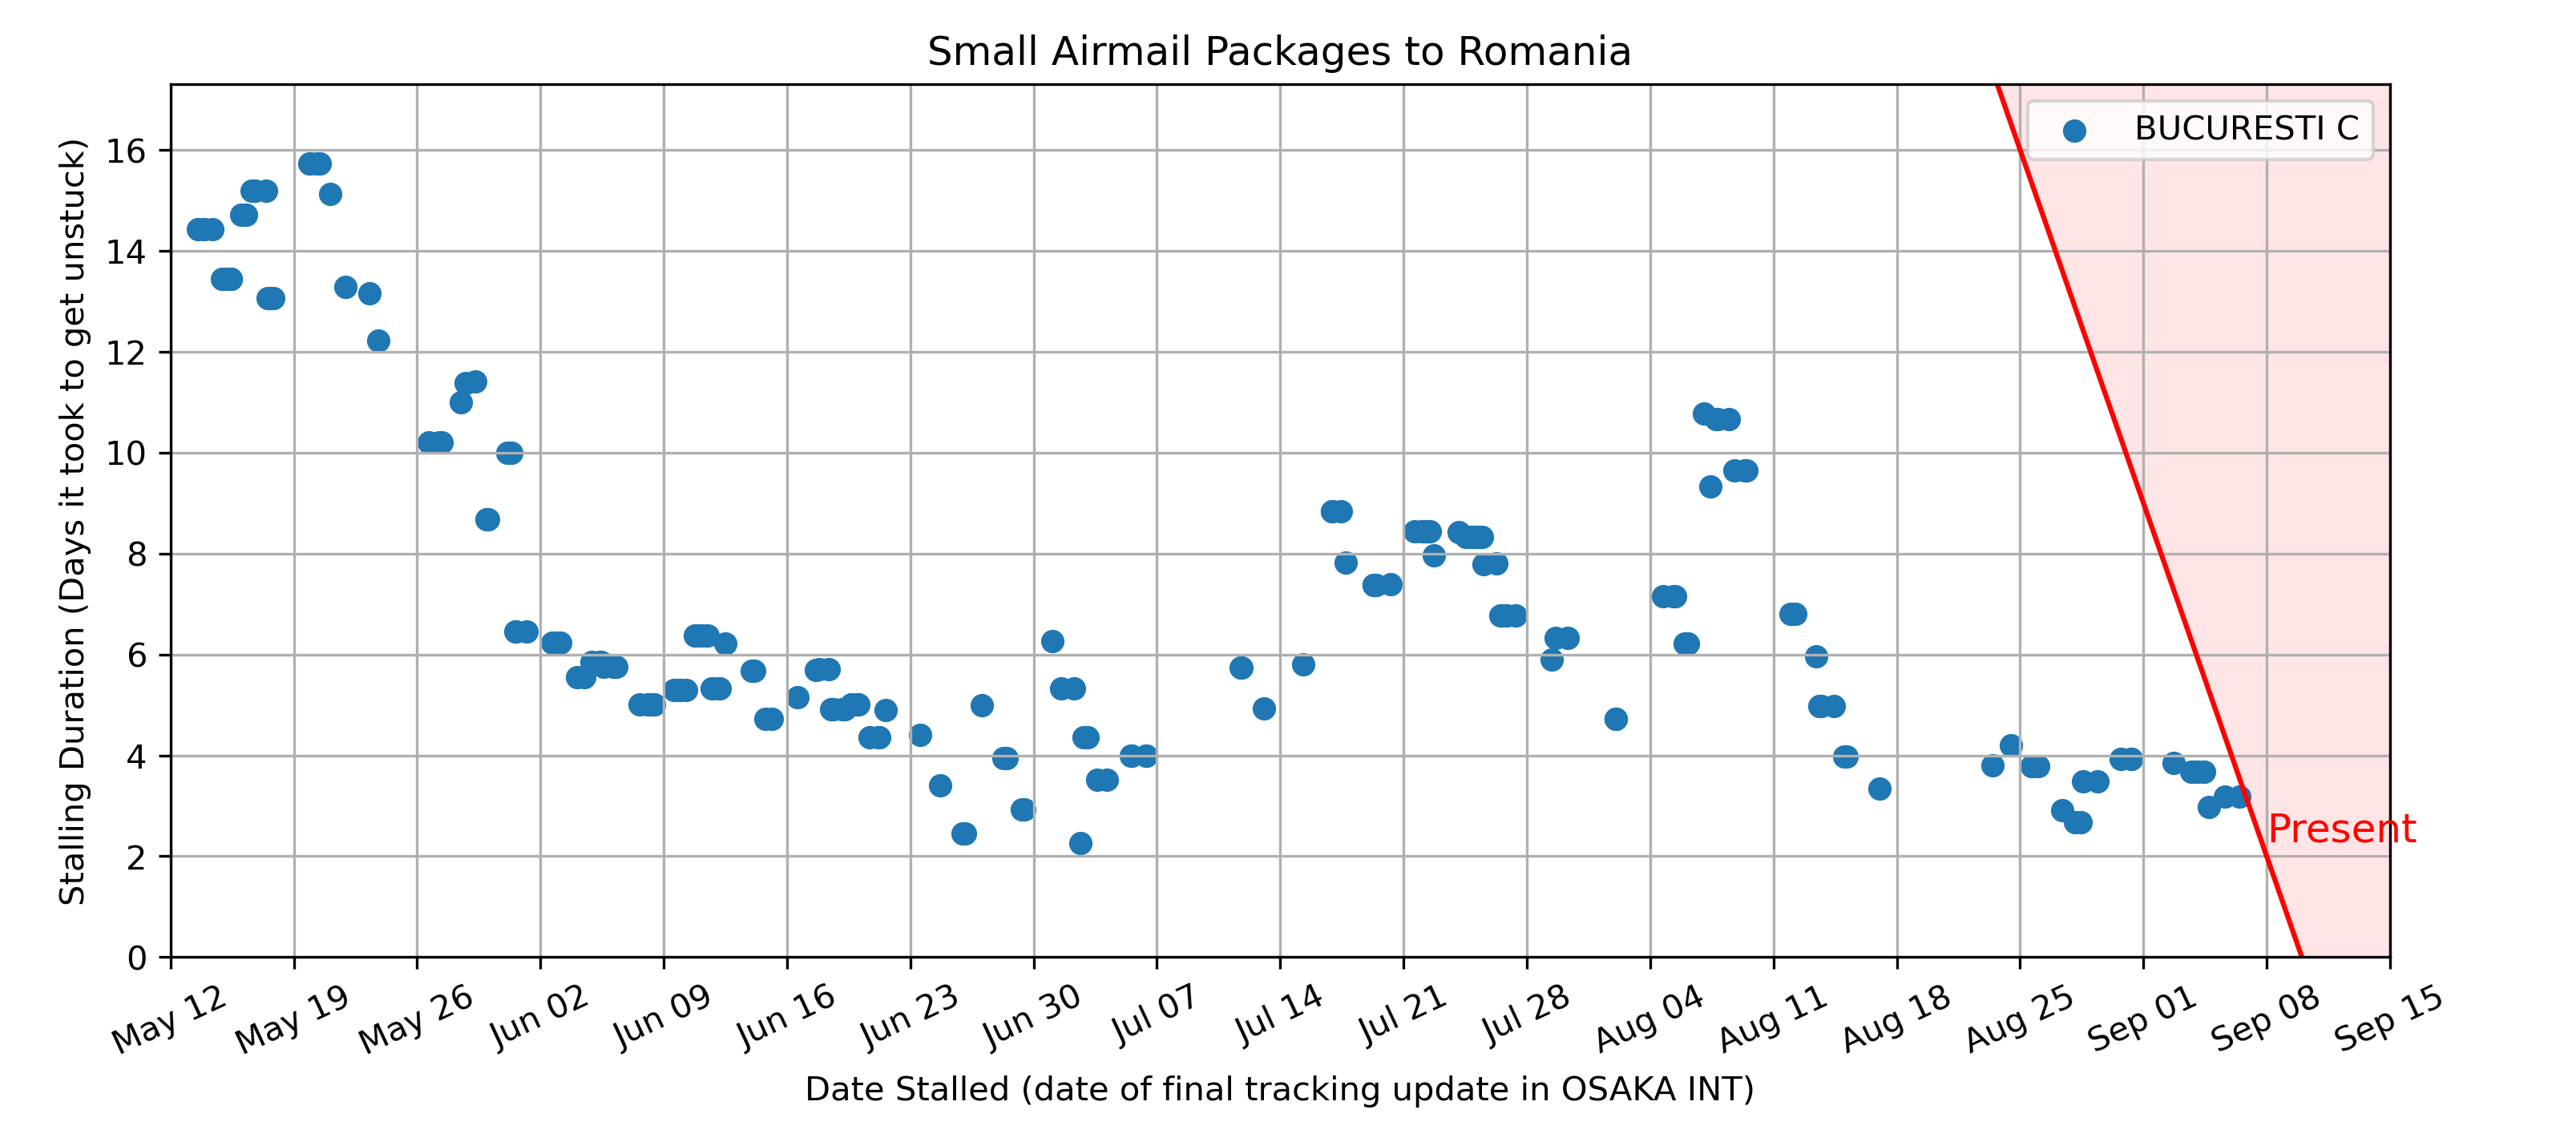 Small Airmail Packages to Romania
BUCURESTI C
Stalling Duration (Days it took to get unstuck)
16
14
12
10
8
6
4
2
0
Present
May 12
May 19
May 26
Jun 02
Jun 09
Jun 16
Jun 23
Jun 30
Jul 07
Jul 14
Jul 21
Jul 28
Aug 04
Aug 11
Aug 18
Aug 25
Sep 01
Sep 08
Sep 15
Date Stalled (date of final tracking update in OSAKA INT)